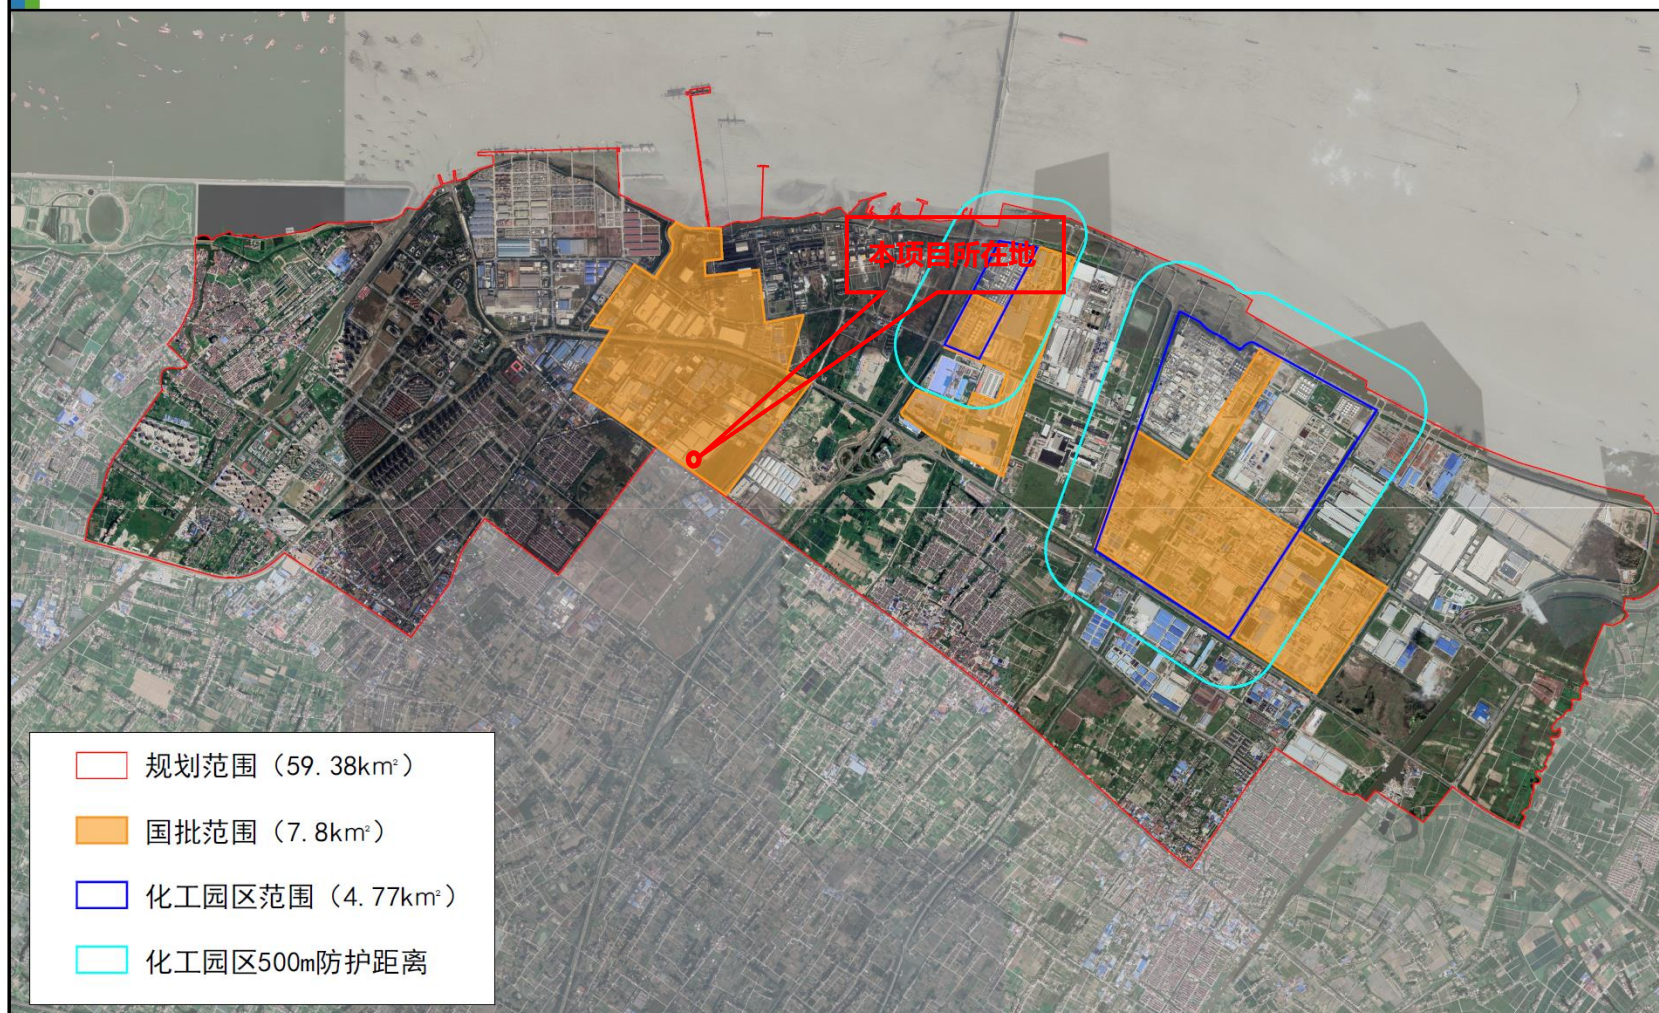 本项目所在地
规划范围（59.38k㎡）
国批范围（7.8k㎡）
化工园区范围（4.77k㎡）
化工园区500m防护距离